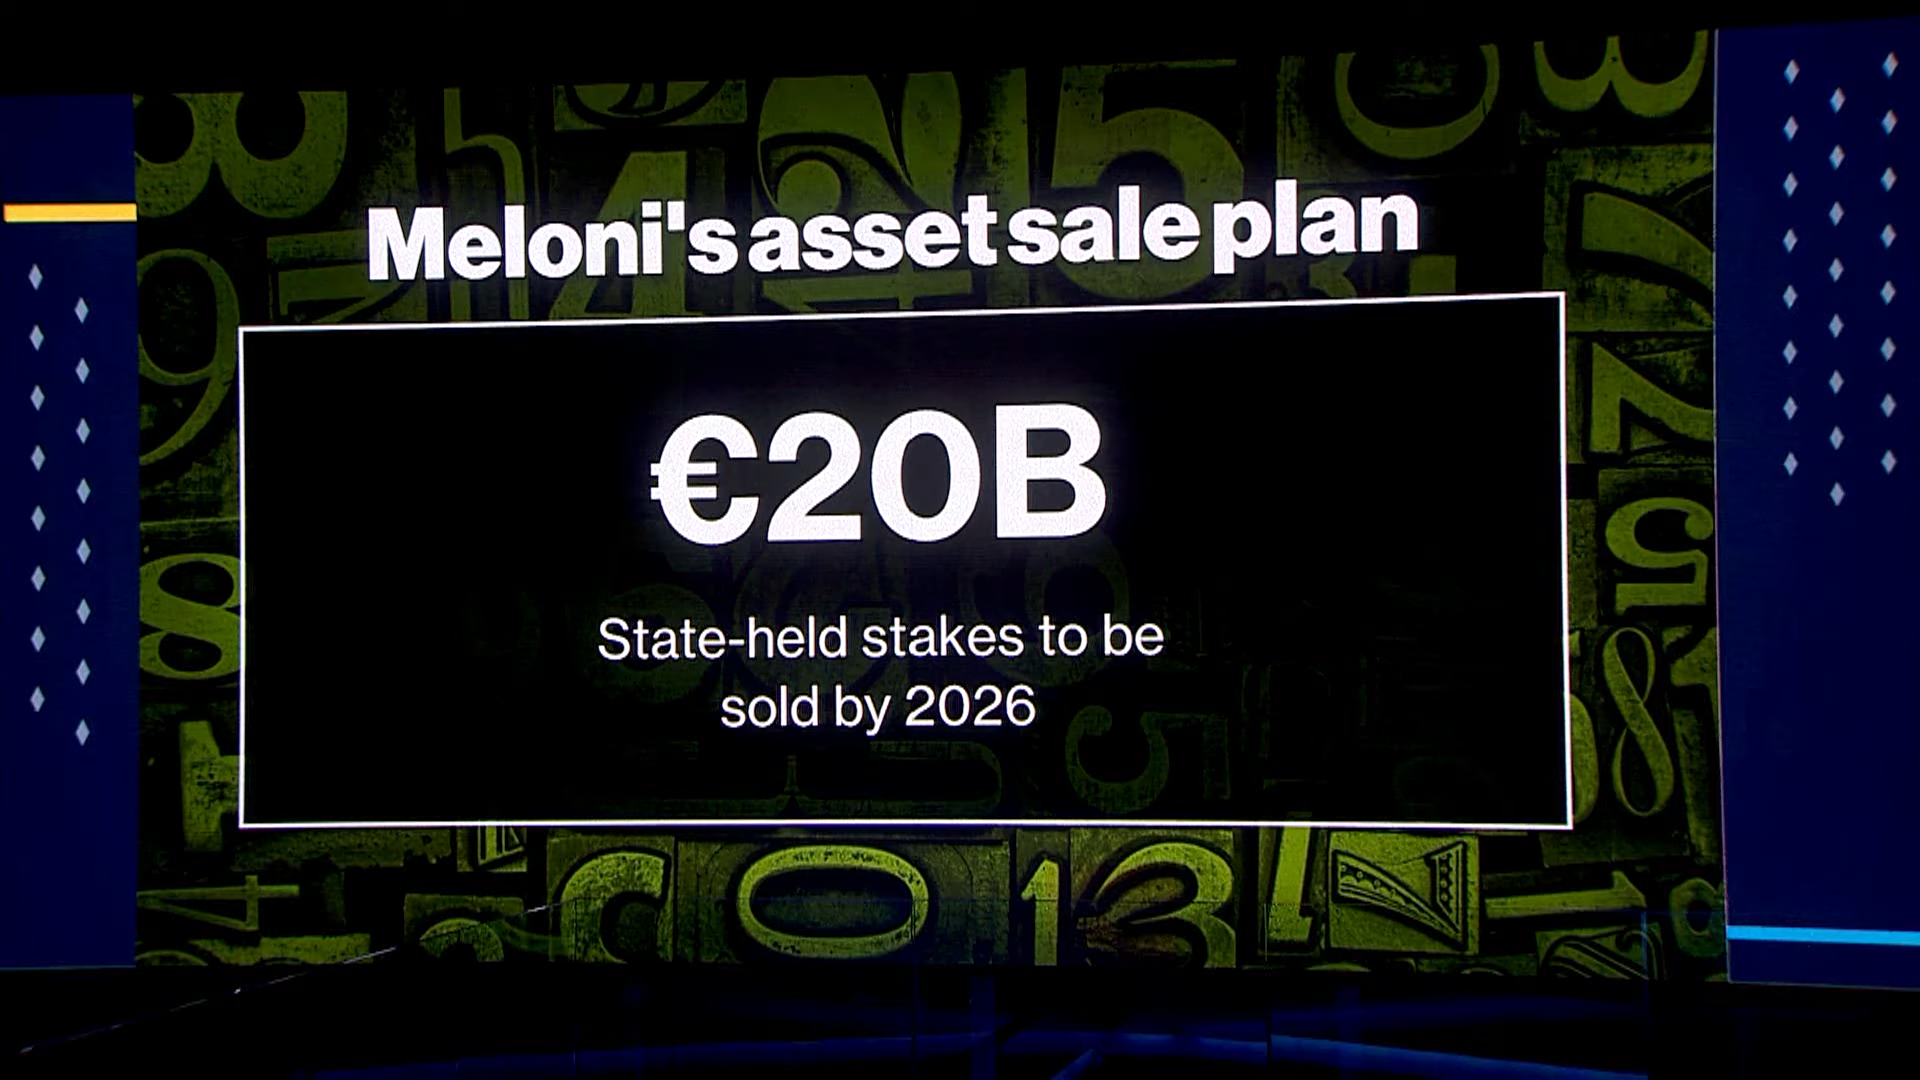 Meloni's asset sale plan
€20B
State-held stakes to be
sold by 2026